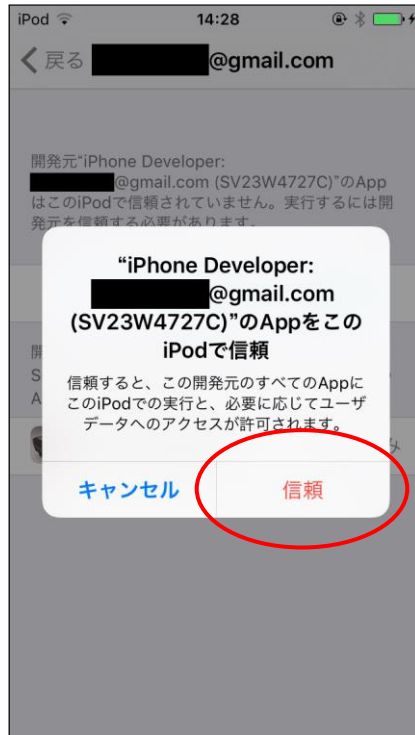 iPod 14:28
戻る @gmail.com
開発元“iPhone Developer:
@gmail.com (SV23W4727C)”のApp
はこのiPodで信頼されていません。実行するには開
発元を信頼する必要があります。
“iPhone Developer:
@gmail.com
(SV23W4727C)”のAppをこの
iPodで信頼
開
S
A
信頼すると、この開発元のすべてのAppに
このiPodでの実行と、必要に応じてユーザ
データへのアクセスが許可されます。
み
キャンセル 信頼